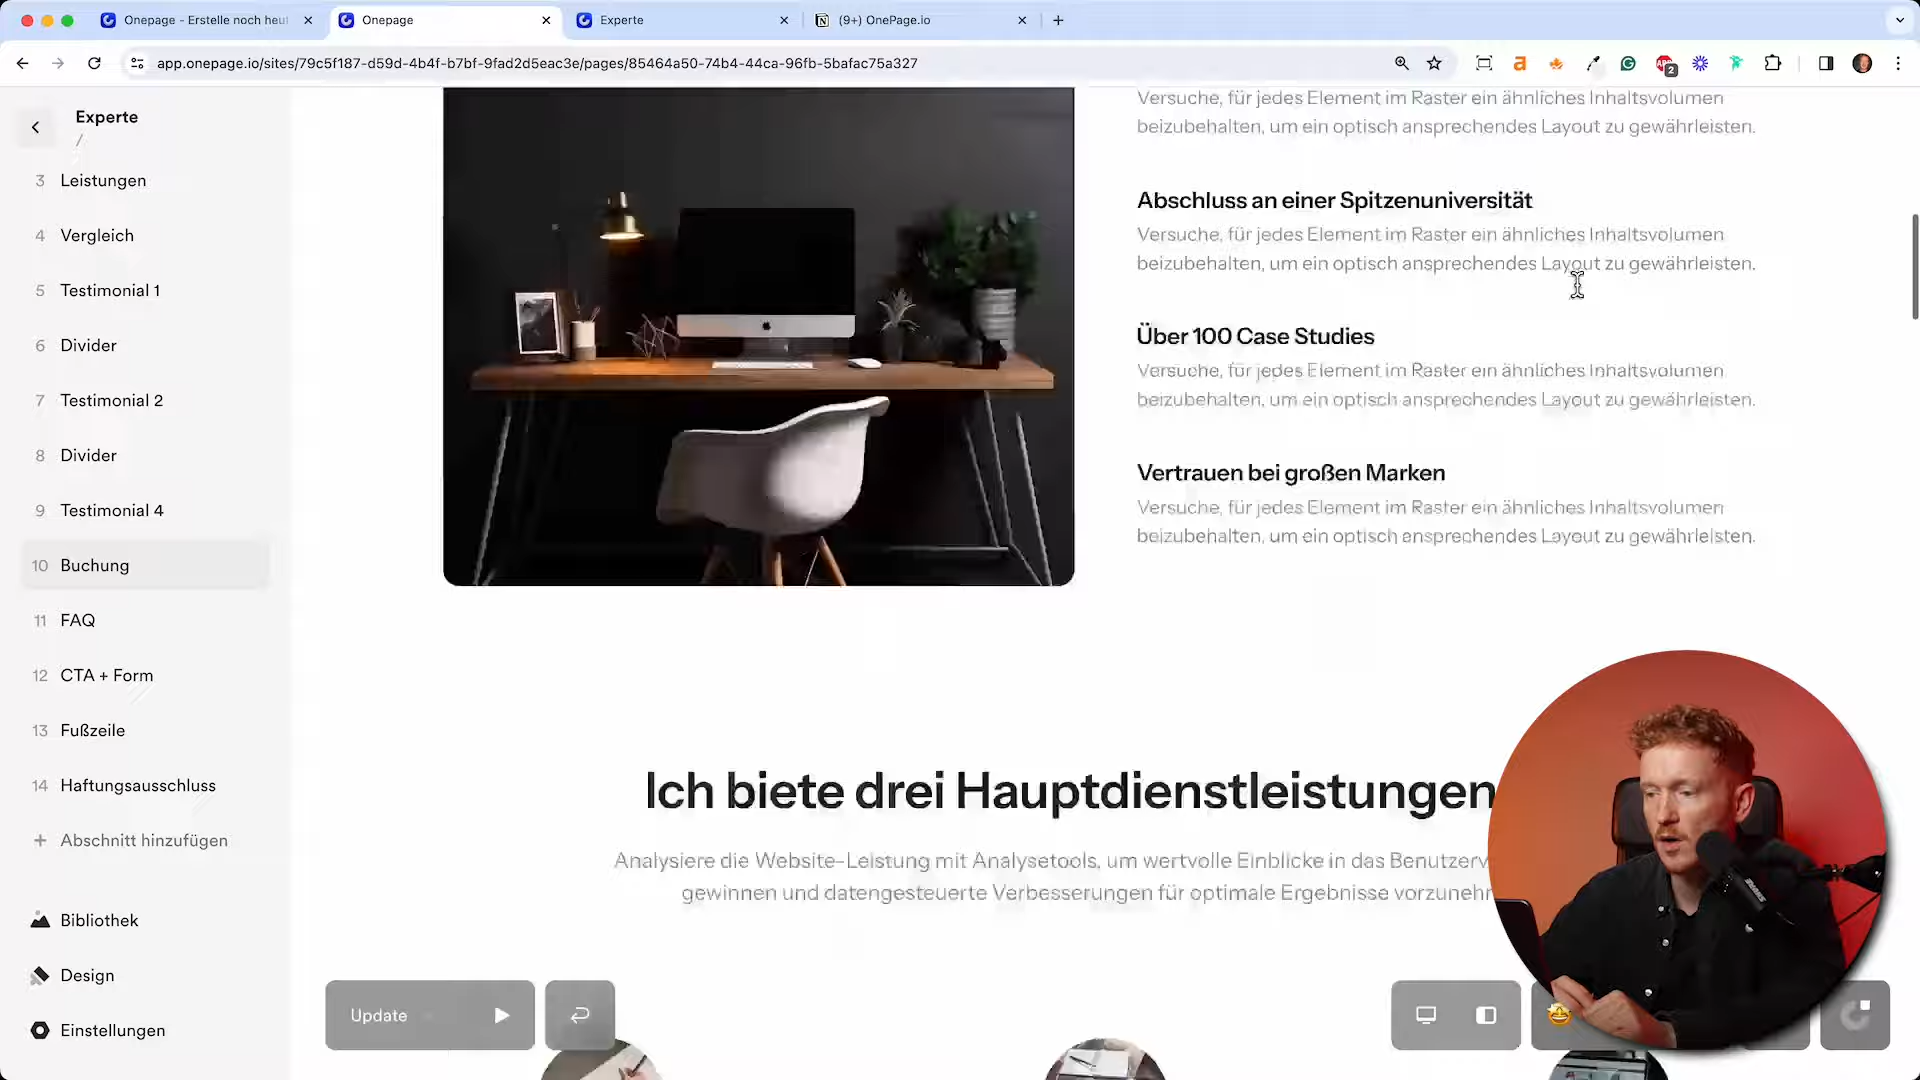 Onepage - Erstelle noch heut
Onepage
Experte
(9+) OnePage.io
app.onepage.io/sites/79c5f187-d59d-4b4f-b7bf-9fad2d5eac3e/pages/85464a50-74b4-44ca-96fb-5bafac75a327
2
Experte
/
3 Leistungen
4 Vergleich
5 Testimonial 1
6 Divider
7 Testimonial 2
8 Divider
9 Testimonial 4
10 Buchung
11 FAQ
12 CTA + Form
13 Fußzeile
14 Haftungsausschluss
+ Abschnitt hinzufügen
Bibliothek
Design
Einstellungen
Versuche, für jedes Element im Raster ein ähnliches Inhaltsvolumen
beizubehalten, um ein optisch ansprechendes Layout zu gewährleisten.
Abschluss an einer Spitzenuniversität
Versuche, für jedes Element im Raster ein ähnliches Inhaltsvolumen
beizubehalten, um ein optisch ansprechendes Layout zu gewährleisten.
Über 100 Case Studies
Versuche, für jedes Element im Raster ein ähnliches Inhaltsvolumen
beizubehalten, um ein optisch ansprechendes Layout zu gewährleisten.
Vertrauen bei großen Marken
Versuche, für jedes Element im Raster ein ähnliches Inhaltsvolumen
beizubehalten, um ein optisch ansprechendes Layout zu gewährleisten.
Ich biete drei Hauptdienstleistungen
Analysiere die Website-Leistung mit Analysetools, um wertvolle Einblicke in das Benutzerv
gewinnen und datengesteuerte Verbesserungen für optimale Ergebnisse vorzunehm
Update